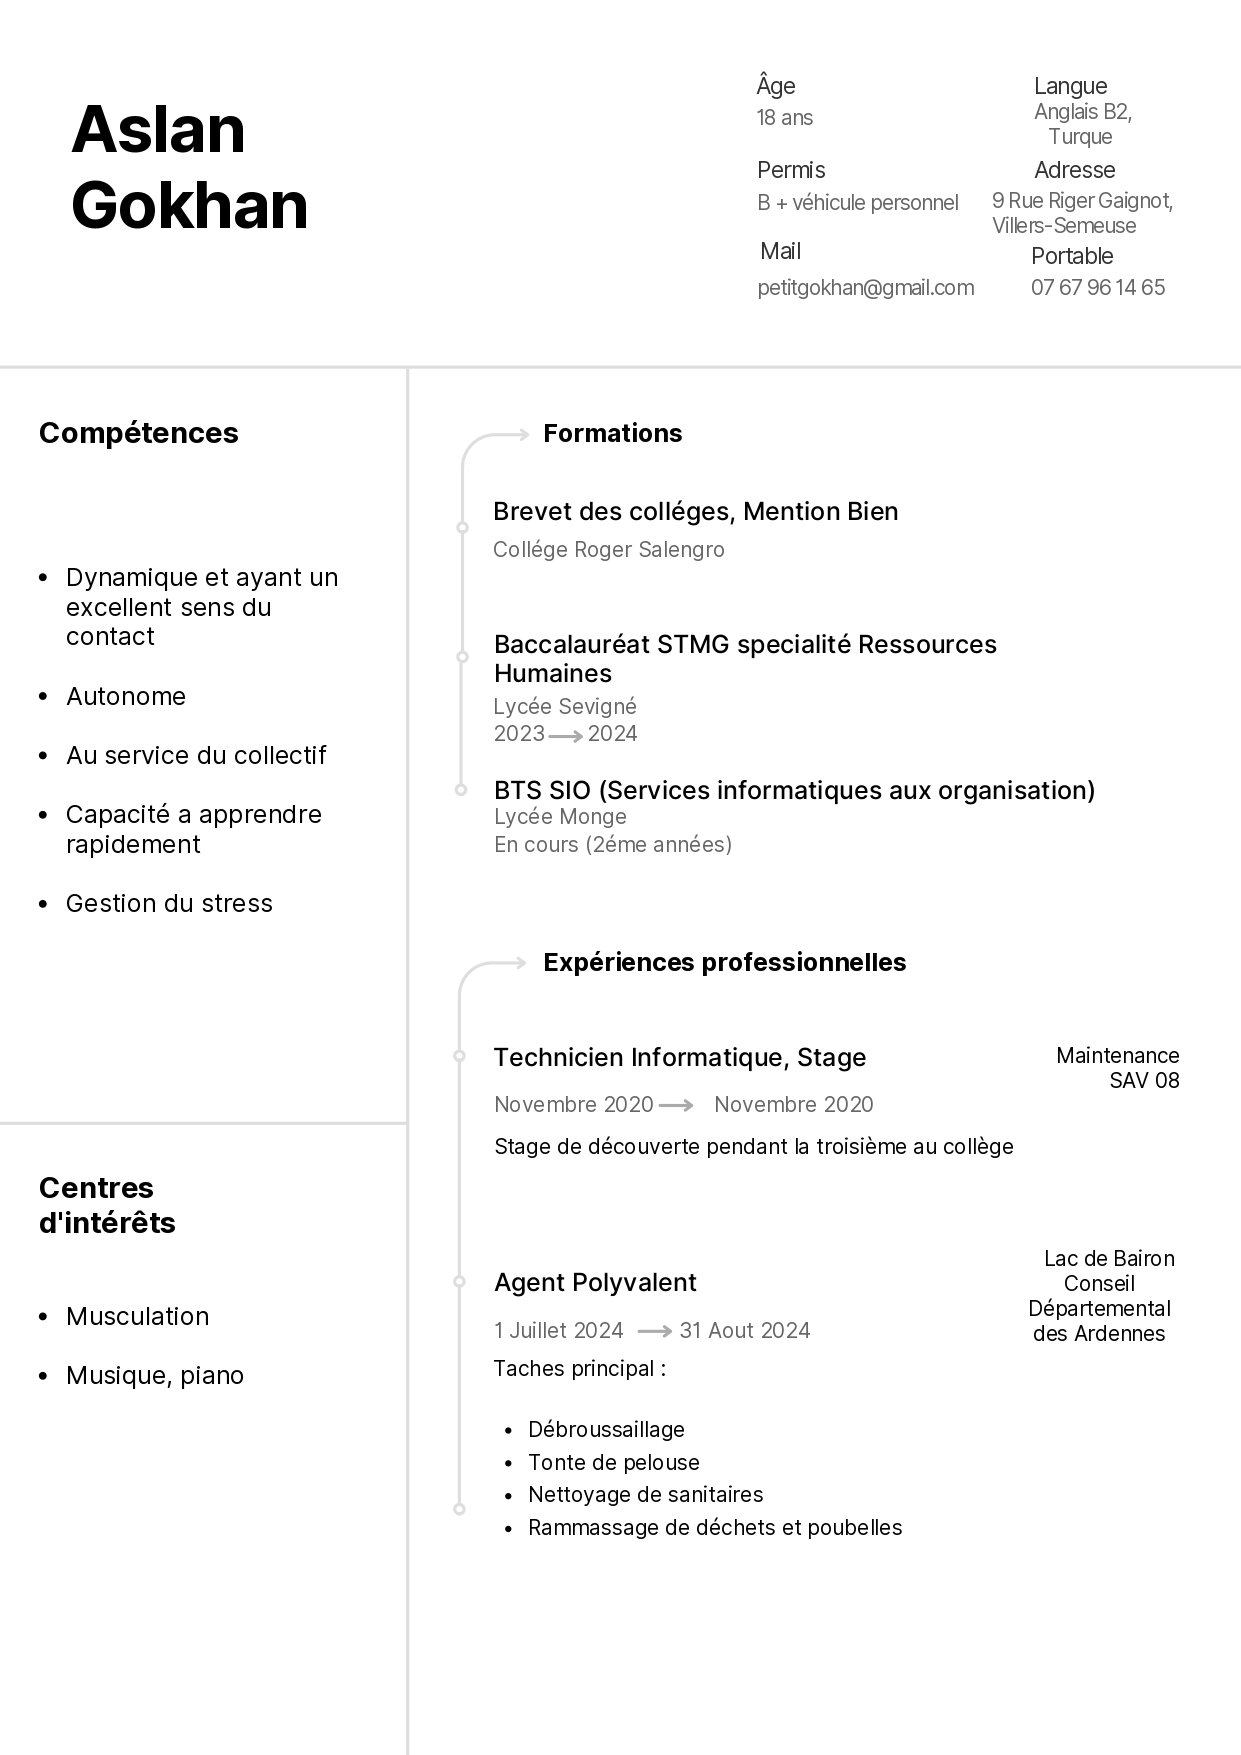 Aslan
Gokhan
Âge
18 ans
Permis
B + véhicule personnel
Mail
petitgokhan@gmail.com
Langue
Anglais B2,
Turque
Adresse
9 Rue Riger Gaignot,
Villers-Semeuse
Portable
07 67 96 14 65
Compétences
• Dynamique et ayant un
excellent sens du
contact
• Autonome
• Au service du collectif
• Capacité a apprendre
rapidement
• Gestion du stress
Centres
d'intérêts
• Musculation
• Musique, piano
Formations
Brevet des colléges, Mention Bien
Collége Roger Salengro
Baccalauréat STMG specialité Ressources
Humaines
Lycée Sevigné
2023 → 2024
BTS SIO (Services informatiques aux organisation)
Lycée Monge
En cours (2éme années)
Expériences professionnelles
Technicien Informatique, Stage
Maintenance
SAV 08
Novembre 2020 → Novembre 2020
Stage de découverte pendant la troisième au collège
Agent Polyvalent
Lac de Bairon
Conseil
Départemental
des Ardennes
1 Juillet 2024 → 31 Aout 2024
Taches principal :
• Débroussaillage
• Tonte de pelouse
• Nettoyage de sanitaires
• Rammassage de déchets et poubelles